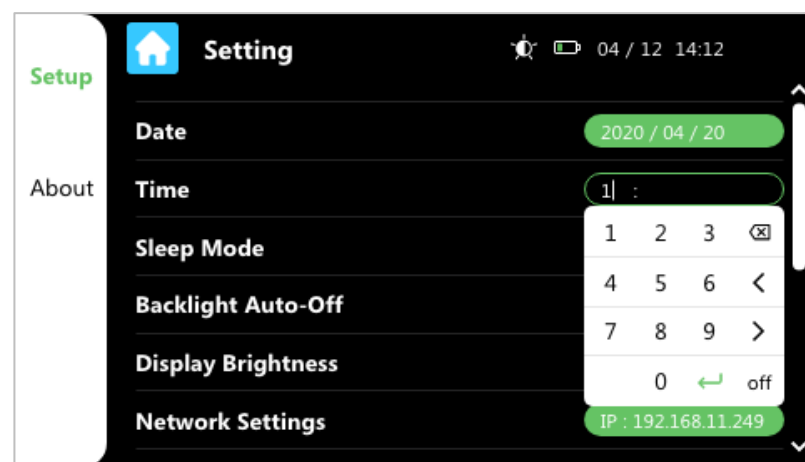 Setting
04 / 12 14:12
Setup
About
Date
2020 / 04 / 20
Time
1 :
Sleep Mode
Backlight Auto-Off
Display Brightness
Network Settings
IP : 192.168.11.249
1 2 3
4 5 6 <
7 8 9 >
0 off